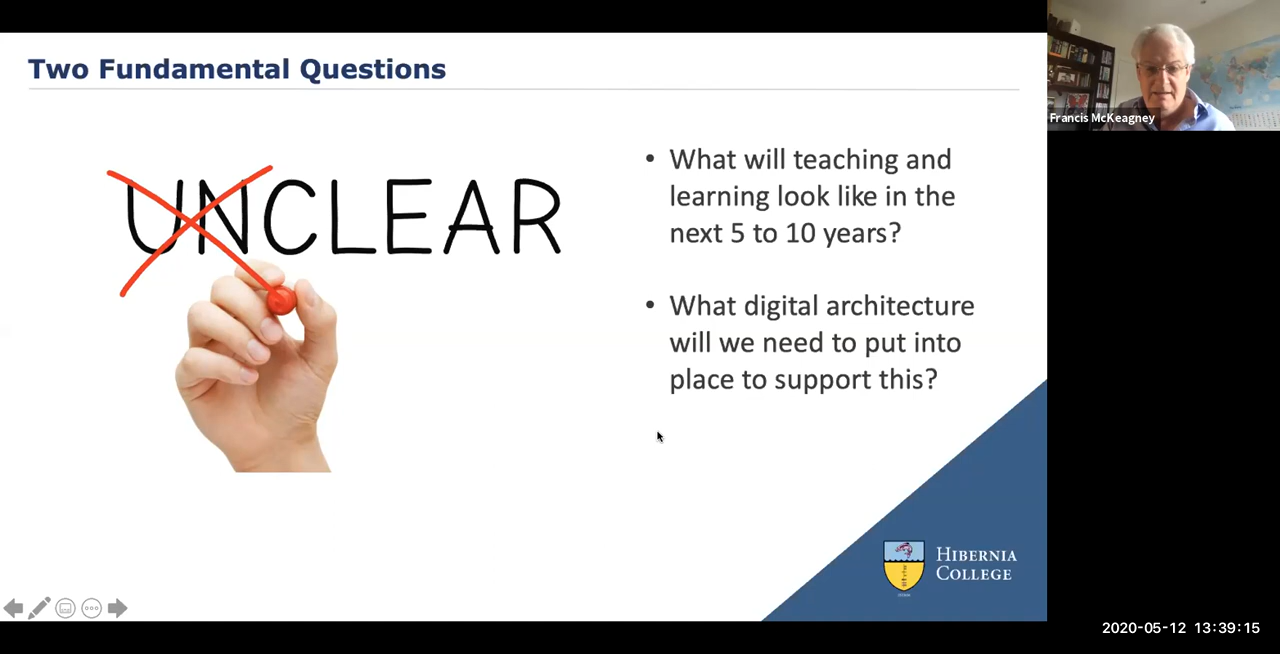 Two Fundamental Questions
Francis McKeagney
UNCLEAR
• What will teaching and
learning look like in the
next 5 to 10 years?
• What digital architecture
will we need to put into
place to support this?
HIBERNIA
COLLEGE
2020-05-12 13:39:15